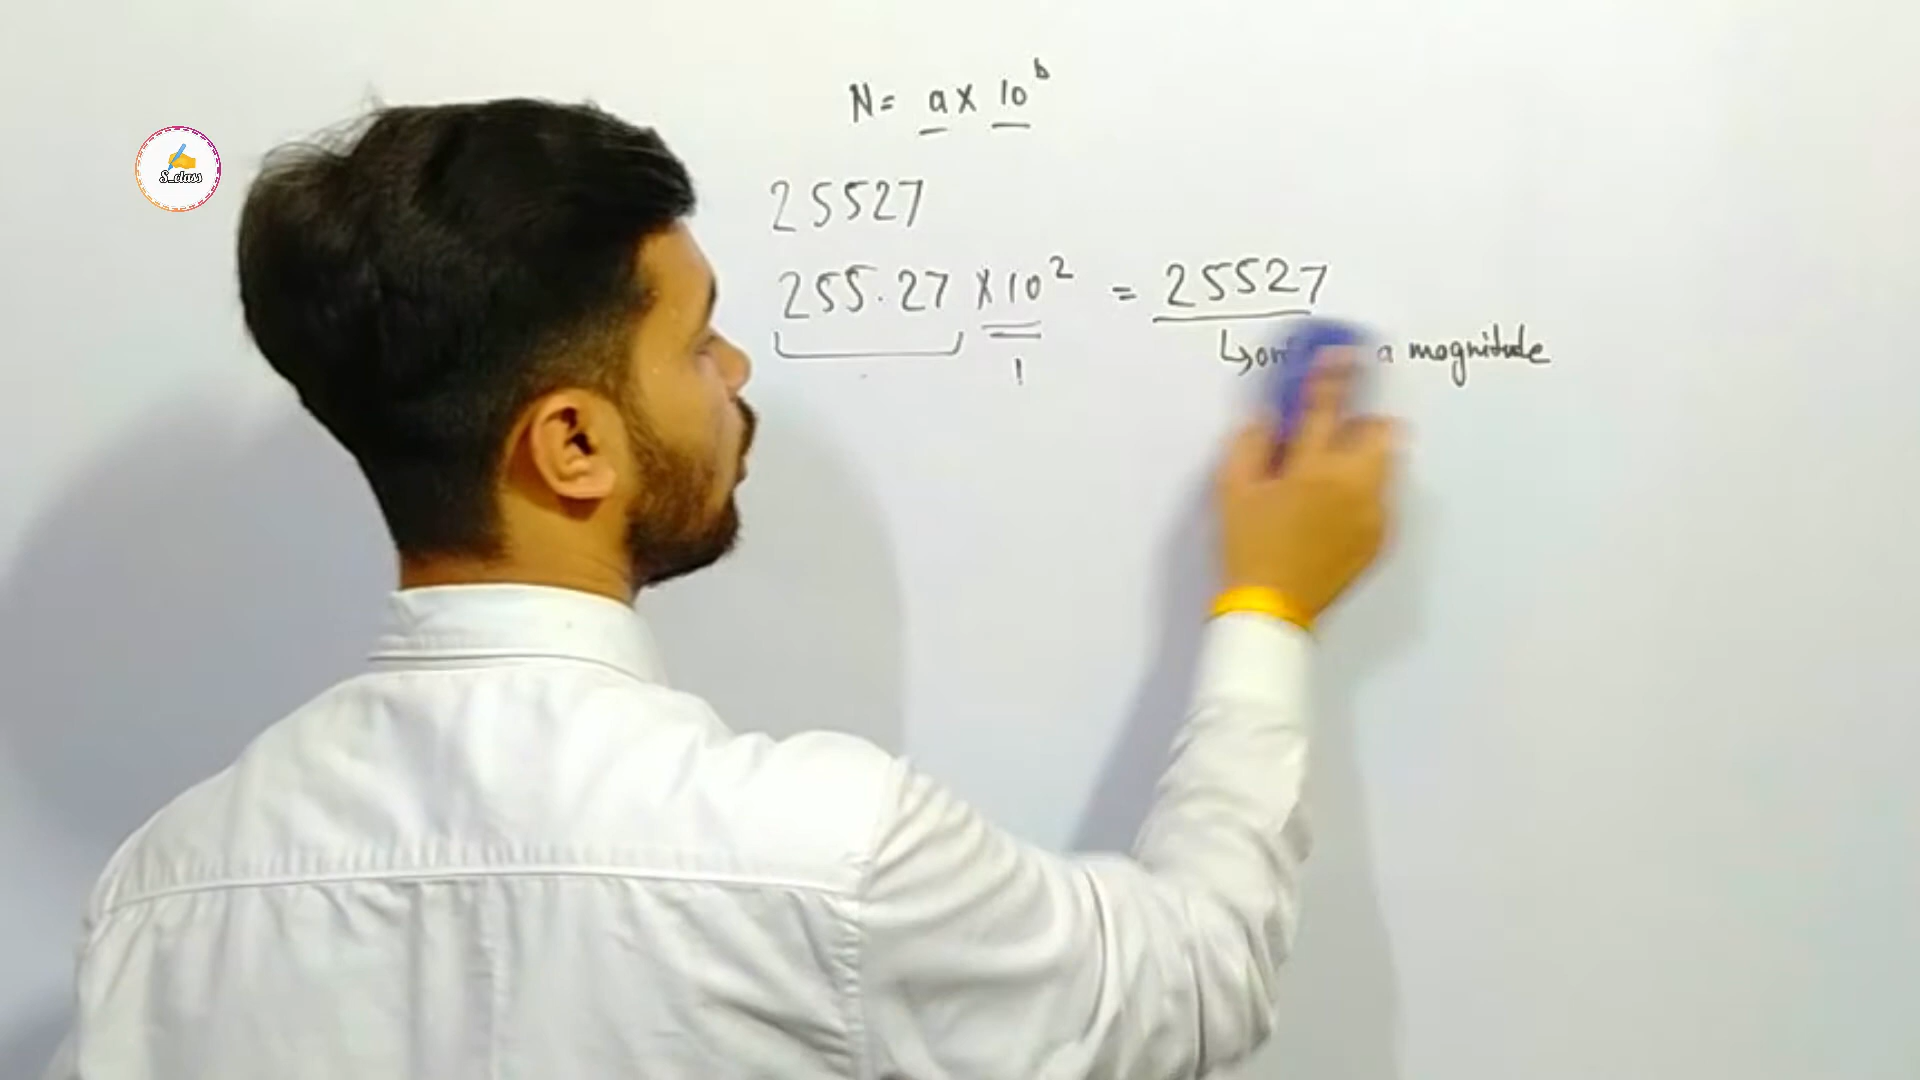 S_class
N = a x 10^b
25527
255.27 x 10^2 = 25527
↳ a magnitude
1